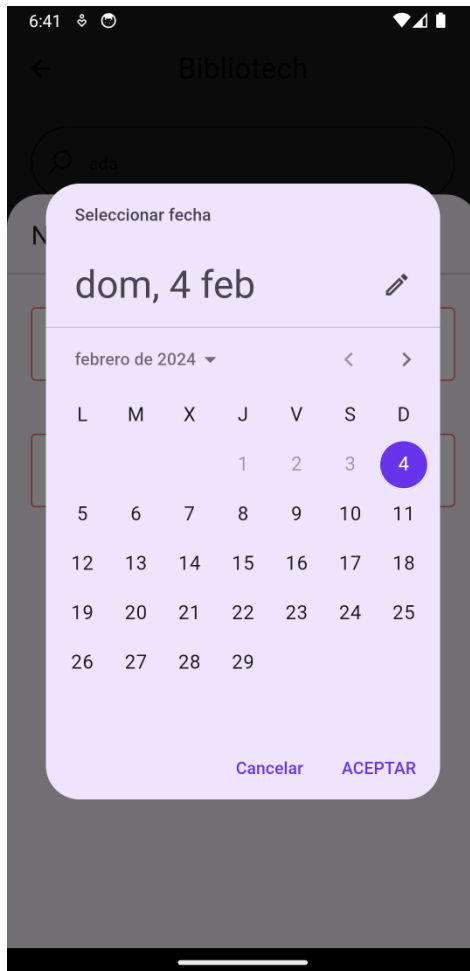 6:41
Bibliotech
ada
N
Seleccionar fecha
dom, 4 feb
febrero de 2024
L M X J V S D
1 2 3 4
5 6 7 8 9 10 11
12 13 14 15 16 17 18
19 20 21 22 23 24 25
26 27 28 29
Cancelar ACEPTAR